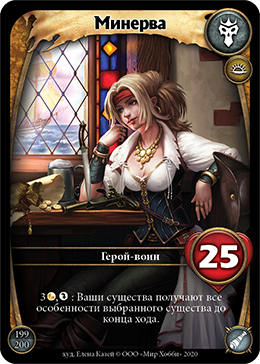 Минерва
Герой-воин
25
3 , : Ваши существа получают все
особенности выбранного существа до
конца хода.
199
200
худ. Елена Казей © ООО «Мир Хобби» 2020